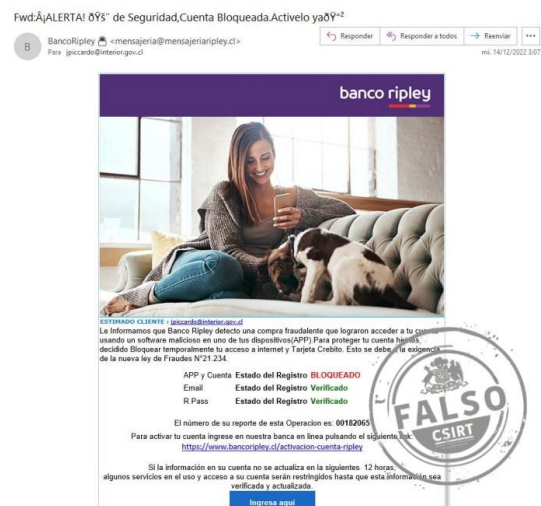 Fwd:Â¡ALERTA! ðŸš¨ de Seguridad,Cuenta Bloqueada.Activelo yaðŸ”²
Responder
Responder a todos
Reenviar
B
BancoRipley <mensajeria@mensajeriaripley.cl>
Para jpiccardo@interior.gov.cl
mi. 14/12/2022 3:07
banco ripley
ESTIMADO CLIENTE : jpiccardo@interior.gov.cl
Le Informamos que Banco Ripley detecto una compra fraudalente que lograron acceder a tu cuenta
usando un software malicioso en uno de tus dispositivos(APP).Para proteger tu cuenta hemos
decidido Bloquear temporalmente tu acceso a internet y Tarjeta Crebito. Esto se debe a la exigencia
de la nueva ley de Fraudes N°21.234.
APP y Cuenta Estado del Registro BLOQUEADO
Email Estado del Registro Verificado
R Pass Estado del Registro Verificado
El número de su reporte de esta Operacion es: 00182065
Para activar tu cuenta ingrese en nuestra banca en linea pulsando el siguiente link:
https://www.bancoripley.cl/activacion-cuenta-ripley
Si la información en su cuenta no se actualiza en la siguientes 12 horas,
algunos servicios en el uso y acceso a su cuenta serán restringidos hasta que esta información sea
verificada y actualizada.
Ingresa aqui
FALSO
CSIRT